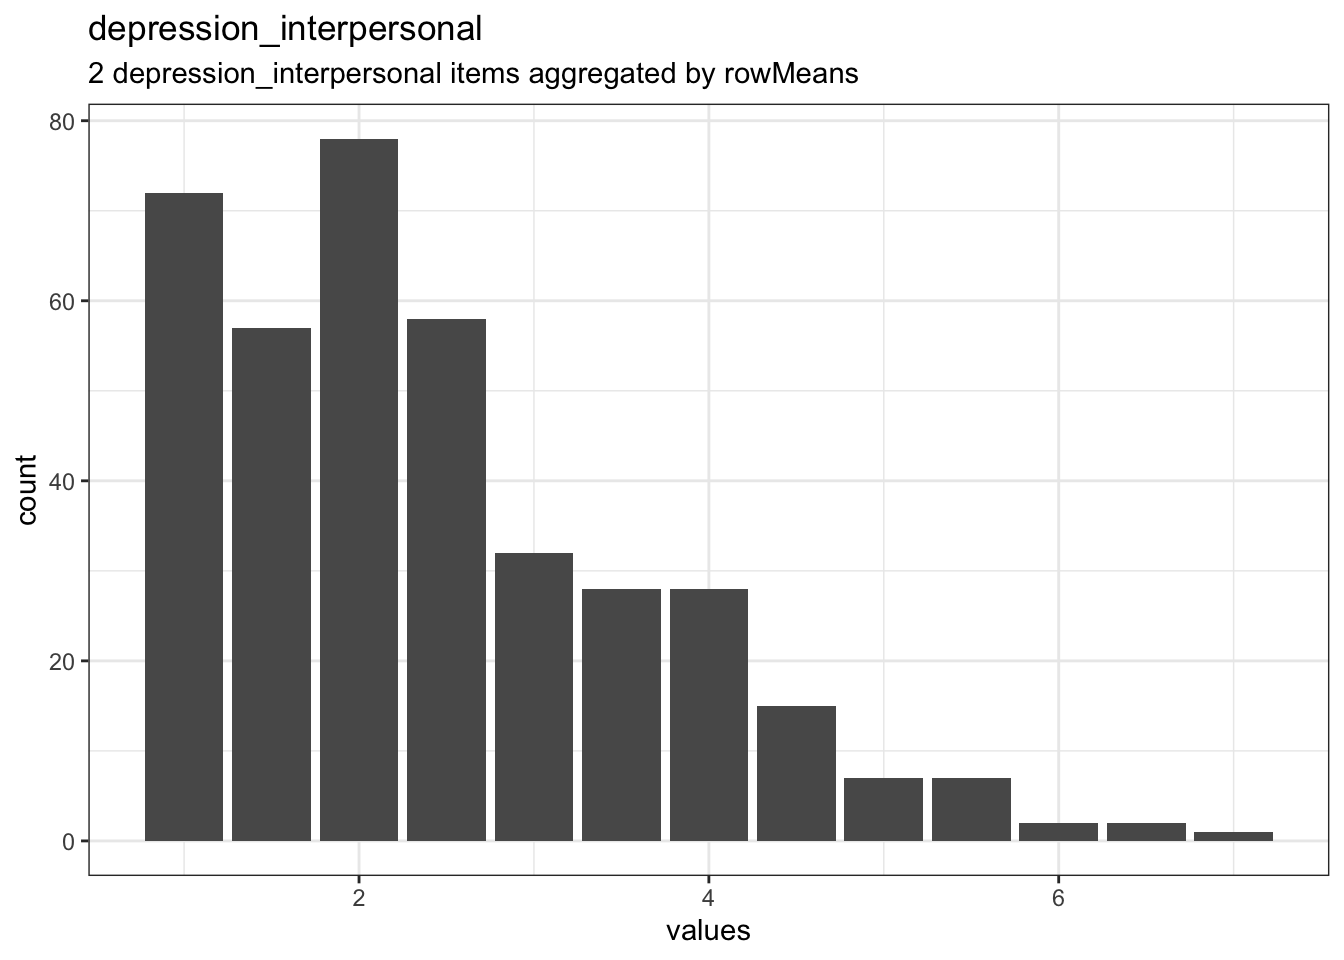 depression_interpersonal
2 depression_interpersonal items aggregated by rowMeans
80
60
40
20
0
count
2 4 6
values